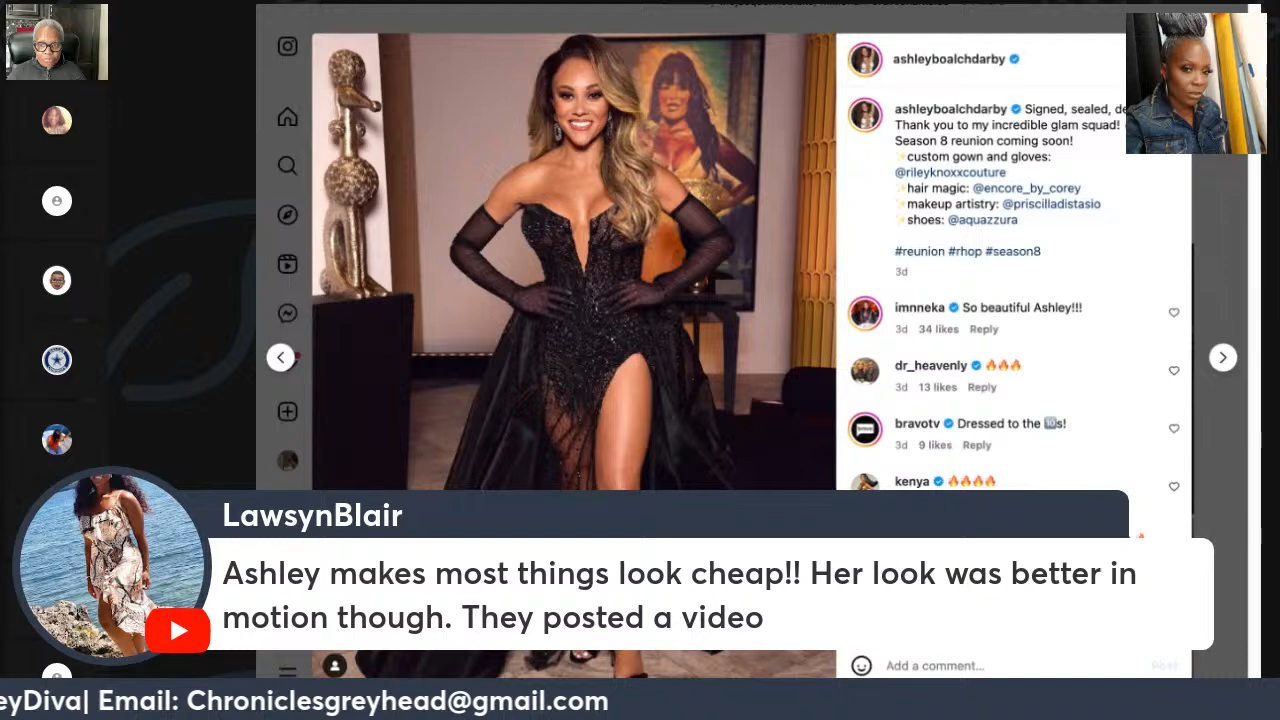 ashleyboalchdarby
ashleyboalchdarby Signed, sealed, de
Thank you to my incredible glam squad!
Season 8 reunion coming soon!
✨custom gown and gloves:
@rileyknoxxcouture
✨hair magic: @encore_by_corey
✨makeup artistry: @priscilladistasio
✨shoes: @aquazzura
#reunion #rhop #season8
3d
imnneka So beautiful Ashley!!!
3d 34 likes Reply
dr_heavenly 🔥🔥🔥
3d 13 likes Reply
bravotv Dressed to the 🔟s!
3d 9 likes Reply
kenya 🔥🔥🔥🔥
LawsynBlair
Ashley makes most things look cheap!! Her look was better in
motion though. They posted a video
Add a comment...
Post
eyDiva| Email: Chroniclesgreyhead@gmail.com